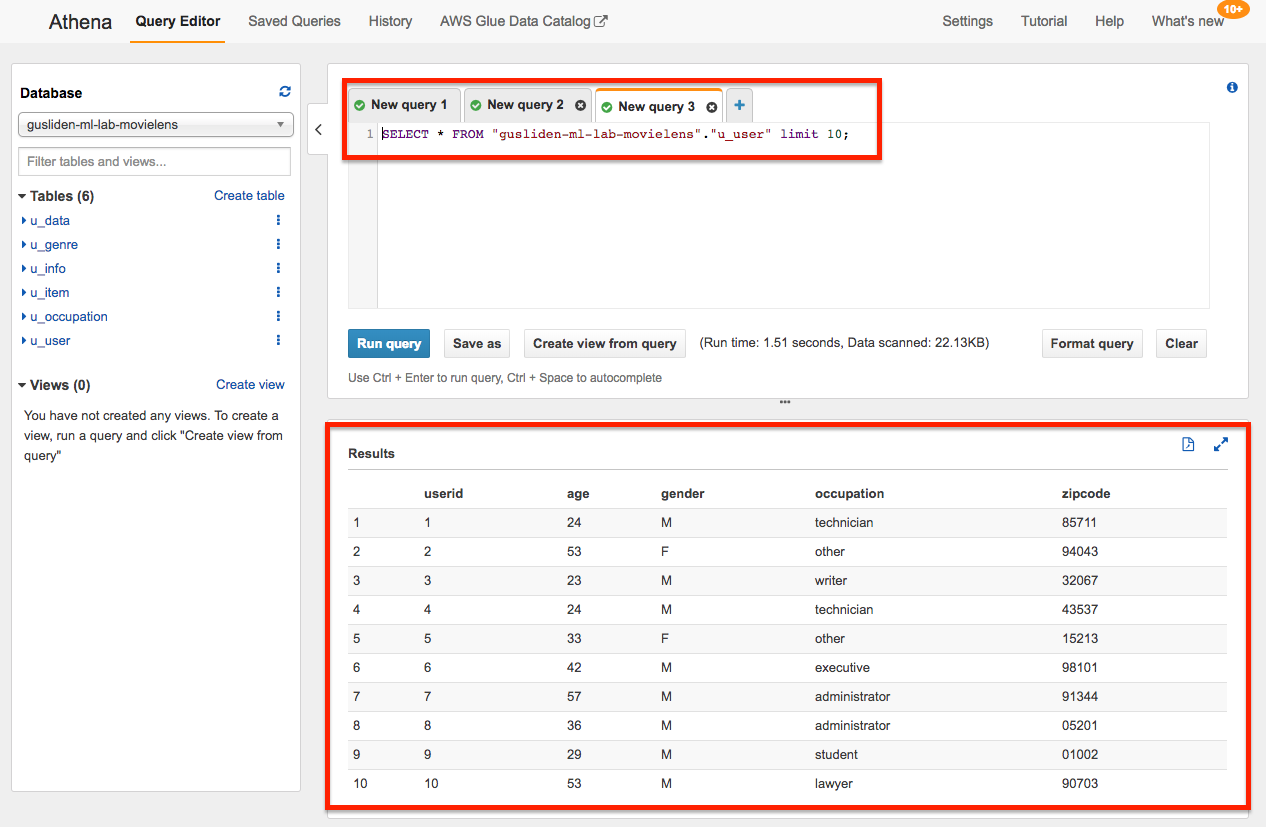 Athena Query Editor Saved Queries History AWS Glue Data Catalog Settings Tutorial Help What's new 10+
Database
gusliden-ml-lab-movielens
Filter tables and views...
Tables (6) Create table
u_data
u_genre
u_info
u_item
u_occupation
u_user
Views (0) Create view
You have not created any views. To create a
view, run a query and click "Create view from
query"
New query 1 New query 2 New query 3 +
1 SELECT * FROM "gusliden-ml-lab-movielens"."u_user" limit 10;
Run query Save as Create view from query (Run time: 1.51 seconds, Data scanned: 22.13KB) Format query Clear
Use Ctrl + Enter to run query, Ctrl + Space to autocomplete
Results
userid age gender occupation zipcode
1 1 24 M technician 85711
2 2 53 F other 94043
3 3 23 M writer 32067
4 4 24 M technician 43537
5 5 33 F other 15213
6 6 42 M executive 98101
7 7 57 M administrator 91344
8 8 36 M administrator 05201
9 9 29 M student 01002
10 10 53 M lawyer 90703